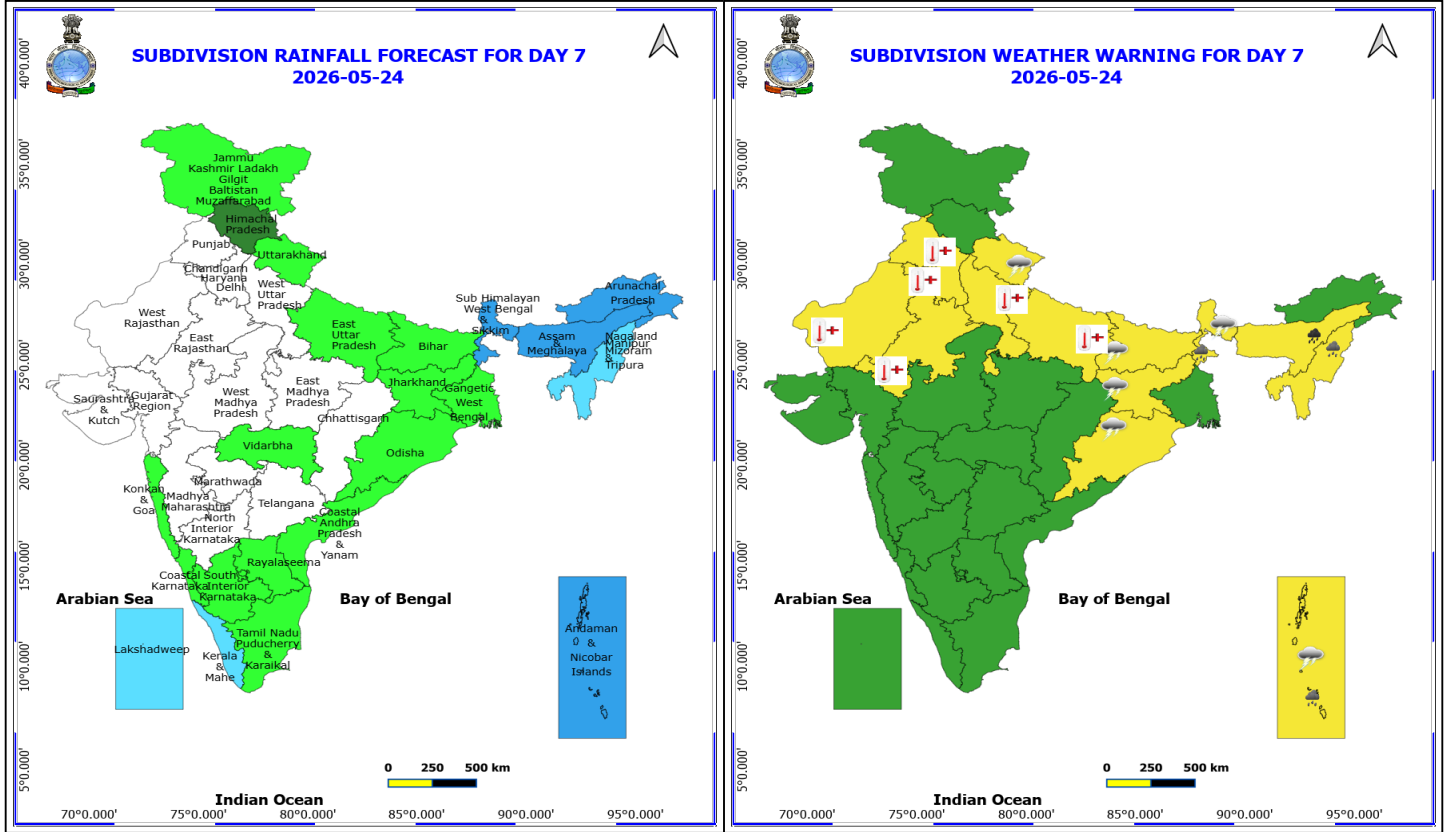 SUBDIVISION RAINFALL FORECAST FOR DAY 7
2026-05-24
40°0.000'
35°0.000'
30°0.000'
25°0.000'
20°0.000'
15°0.000'
10°0.000'
5°0.000'
Jammu
Kashmir Ladakh
Gilgit
Baltistan
Muzaffarabad
Himachal
Pradesh
Punjab
Uttarakhand
Chandigarh
Haryana
Delhi
West
Uttar
Pradesh
West
Rajasthan
East
Rajasthan
East
Uttar
Pradesh
Bihar
Sub Himalayan
West Bengal
&
Sikkim
Arunachal
Pradesh
Assam
&
Meghalaya
Nagaland
Manipur
Mizoram
&
Tripura
Saurashtra
&
Kutch
Gujarat
Region
West
Madhya
Pradesh
East
Madhya
Pradesh
Jharkhand
Gangetic
West
Bengal
Chhattisgarh
Vidarbha
Odisha
Konkan
&
Goa
Madhya
Maharashtra
Marathwada
Telangana
North
Interior
Karnataka
Coastal
Andhra
Pradesh
&
Yanam
Rayalaseema
Coastal
Karnataka
South
Interior
Karnataka
Tamil Nadu
Puducherry
&
Karaikal
Kerala
&
Mahe
Lakshadweep
Andaman
&
Nicobar
Islands
Arabian Sea
Bay of Bengal
Indian Ocean
0 250 500 km
70°0.000' 75°0.000' 80°0.000' 85°0.000' 90°0.000' 95°0.000'
SUBDIVISION WEATHER WARNING FOR DAY 7
2026-05-24
40°0.000'
35°0.000'
30°0.000'
25°0.000'
20°0.000'
15°0.000'
10°0.000'
5°0.000'
Arabian Sea
Bay of Bengal
Indian Ocean
0 250 500 km
70°0.000' 75°0.000' 80°0.000' 85°0.000' 90°0.000' 95°0.000'